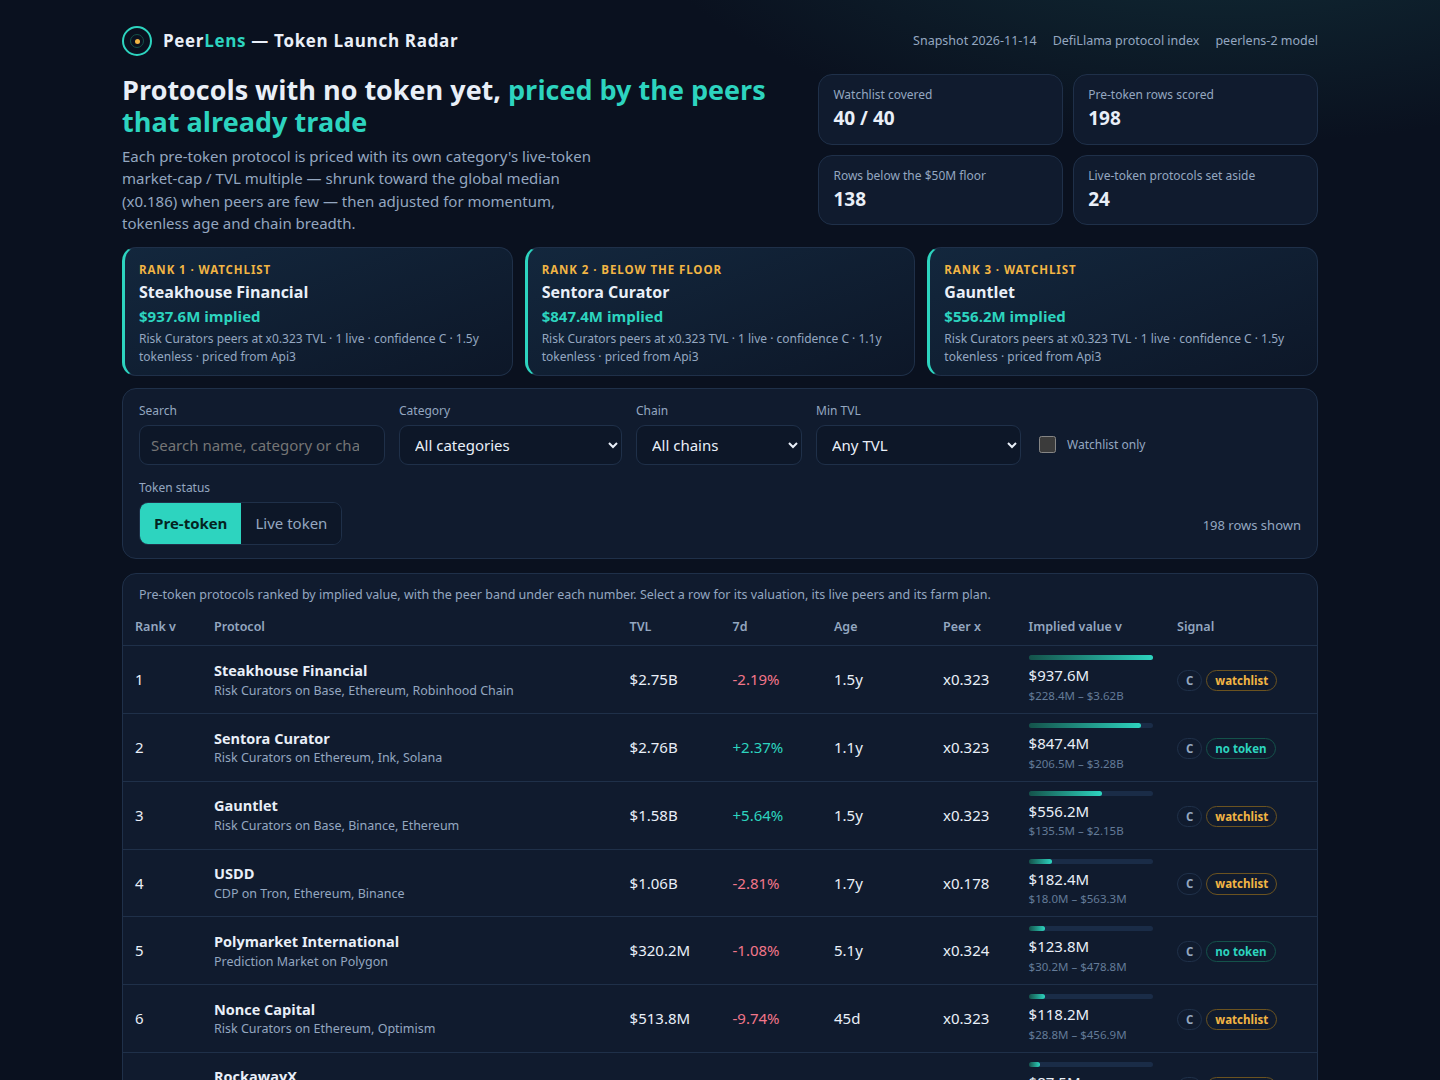 PeerLens — Token Launch Radar
Snapshot 2026-11-14 DefiLlama protocol index peerlens-2 model
Protocols with no token yet, priced by the peers
that already trade
Each pre-token protocol is priced with its own category's live-token
market-cap / TVL multiple — shrunk toward the global median
(x0.186) when peers are few — then adjusted for momentum,
tokenless age and chain breadth.
Watchlist covered
40 / 40
Pre-token rows scored
198
Rows below the $50M floor
138
Live-token protocols set aside
24
RANK 1 · WATCHLIST
Steakhouse Financial
$937.6M implied
Risk Curators peers at x0.323 TVL · 1 live · confidence C · 1.5y
tokenless · priced from Api3
RANK 2 · BELOW THE FLOOR
Sentora Curator
$847.4M implied
Risk Curators peers at x0.323 TVL · 1 live · confidence C · 1.1y
tokenless · priced from Api3
RANK 3 · WATCHLIST
Gauntlet
$556.2M implied
Risk Curators peers at x0.323 TVL · 1 live · confidence C · 1.5y
tokenless · priced from Api3
Search Category Chain Min TVL
Search name, category or cha All categories All chains Any TVL Watchlist only
Token status
Pre-token Live token
198 rows shown
Pre-token protocols ranked by implied value, with the peer band under each number. Select a row for its valuation, its live peers and its farm plan.
Rank v Protocol TVL 7d Age Peer x Implied value v Signal
1 Steakhouse Financial $2.75B -2.19% 1.5y x0.323 $937.6M C watchlist
Risk Curators on Base, Ethereum, Robinhood Chain $228.4M – $3.62B
2 Sentora Curator $2.76B +2.37% 1.1y x0.323 $847.4M C no token
Risk Curators on Ethereum, Ink, Solana $206.5M – $3.28B
3 Gauntlet $1.58B +5.64% 1.5y x0.323 $556.2M C watchlist
Risk Curators on Base, Binance, Ethereum $135.5M – $2.15B
4 USDD $1.06B -2.81% 1.7y x0.178 $182.4M C watchlist
CDP on Tron, Ethereum, Binance $18.0M – $563.3M
5 Polymarket International $320.2M -1.08% 5.1y x0.324 $123.8M C no token
Prediction Market on Polygon $30.2M – $478.8M
6 Nonce Capital $513.8M -9.74% 45d x0.323 $118.2M C watchlist
Risk Curators on Ethereum, Optimism $28.8M – $456.9M
RockawayX